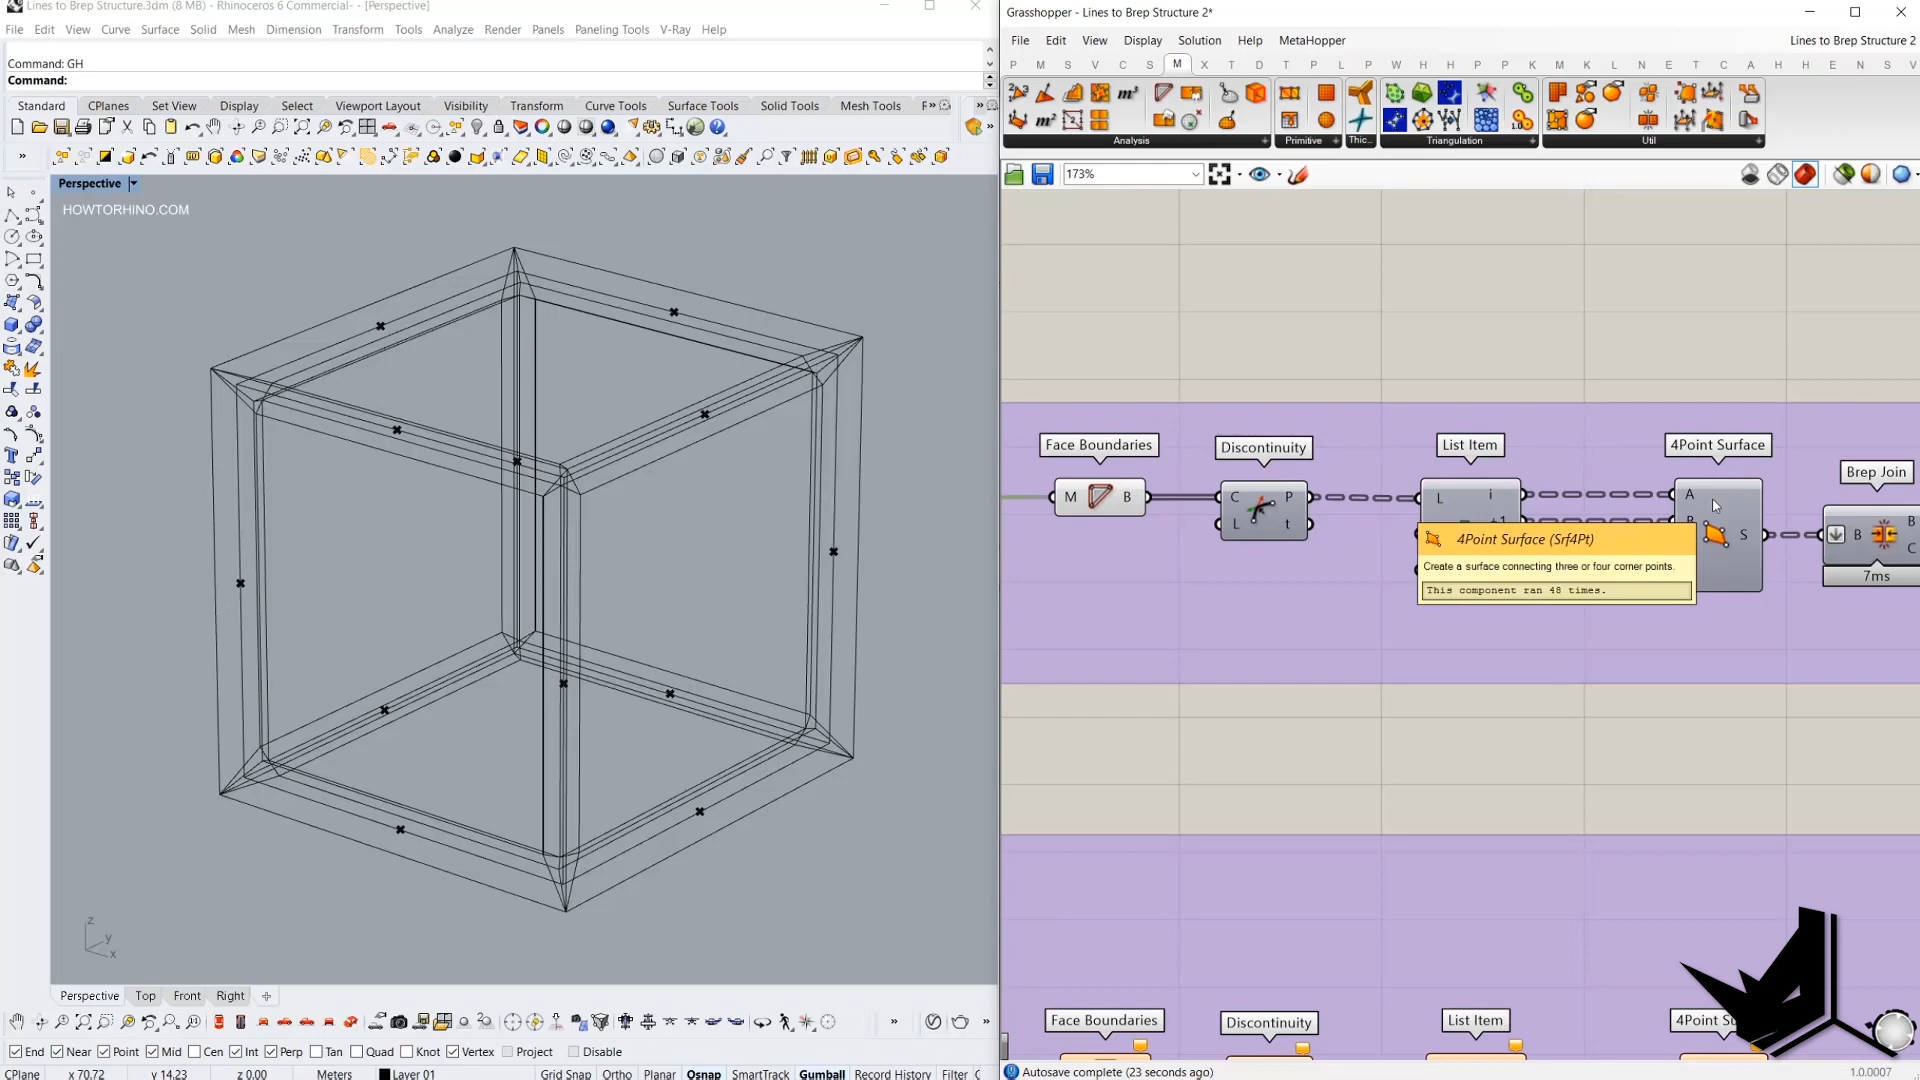 Lines to Brep Structure.3dm (8 MB) - Rhinoceros 6 Commercial- - [Perspective]
File Edit View Curve Surface Solid Mesh Dimension Transform Tools Analyze Render Panels Paneling Tools V-Ray Help
Command: GH
Command:
Standard CPlanes Set View Display Select Viewport Layout Visibility Transform Curve Tools Surface Tools Solid Tools Mesh Tools
Perspective
HOWTORHINO.COM
z
y
x
Perspective Top Front Right
End Near Point Mid Cen Int Perp Tan Quad Knot Vertex Project Disable
CPlane x 70.72 y 14.23 z 0.00 Meters Layer 01 Grid Snap Ortho Planar Osnap SmartTrack Gumball Record History Filter
Grasshopper - Lines to Brep Structure 2*
File Edit View Display Solution Help MetaHopper Lines to Brep Structure 2
P M S V C S M X T D T P L P W H H P P K M K L N E T A H H E N S V
Analysis Primitive Thic... Triangulation Util
173%
Face Boundaries Discontinuity List Item 4Point Surface Brep Join
M B
C P
L t
L i
+1
A
B
S
B
B
C
7ms
4Point Surface (Srf4Pt)
Create a surface connecting three or four corner points.
This component ran 48 times.
Face Boundaries Discontinuity List Item 4Point Su
Autosave complete (23 seconds ago)
1.0.0007